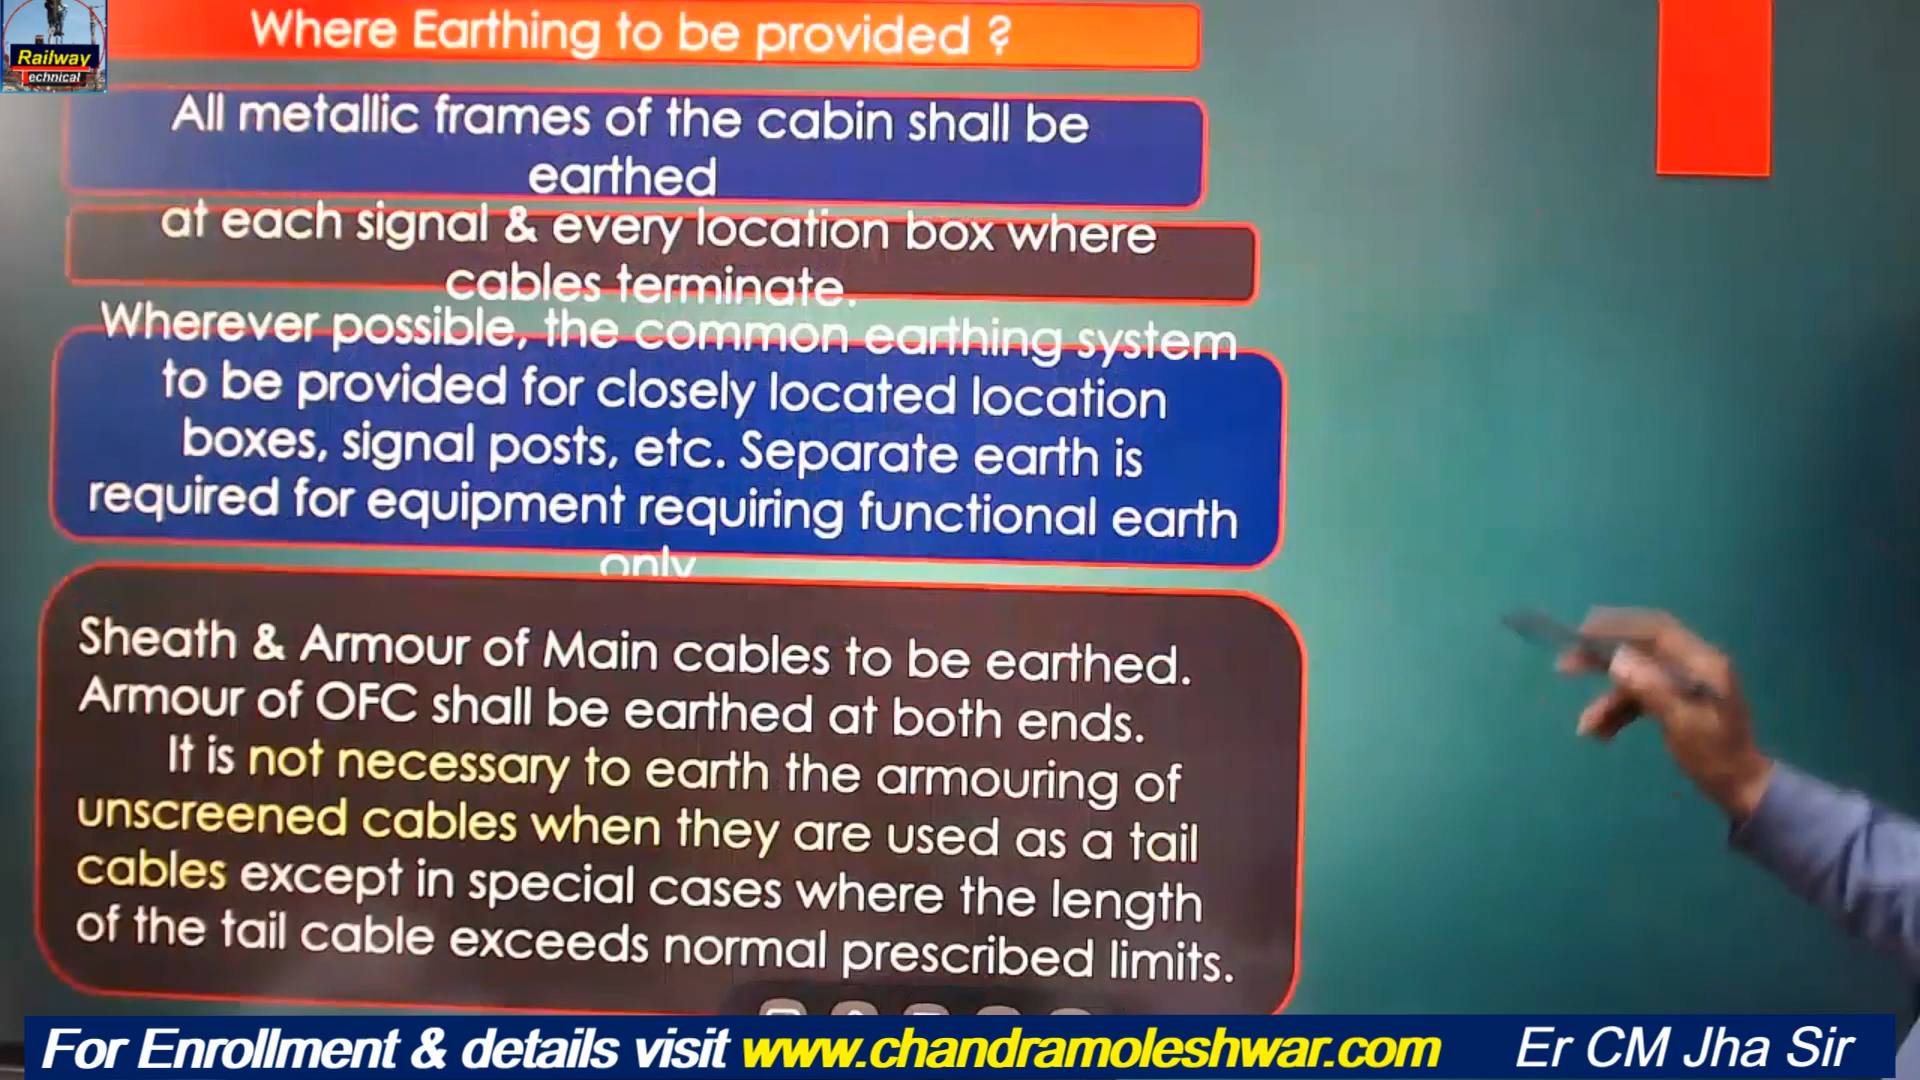 Railway
echnical
Where Earthing to be provided ?
All metallic frames of the cabin shall be
earthed
at each signal & every location box where
cables terminate.
Wherever possible, the common earthing system
to be provided for closely located location
boxes, signal posts, etc. Separate earth is
required for equipment requiring functional earth
only
Sheath & Armour of Main cables to be earthed.
Armour of OFC shall be earthed at both ends.
It is not necessary to earth the armouring of
unscreened cables when they are used as a tail
cables except in special cases where the length
of the tail cable exceeds normal prescribed limits.
For Enrollment & details visit www.chandramoleshwar.com Er CM Jha Sir